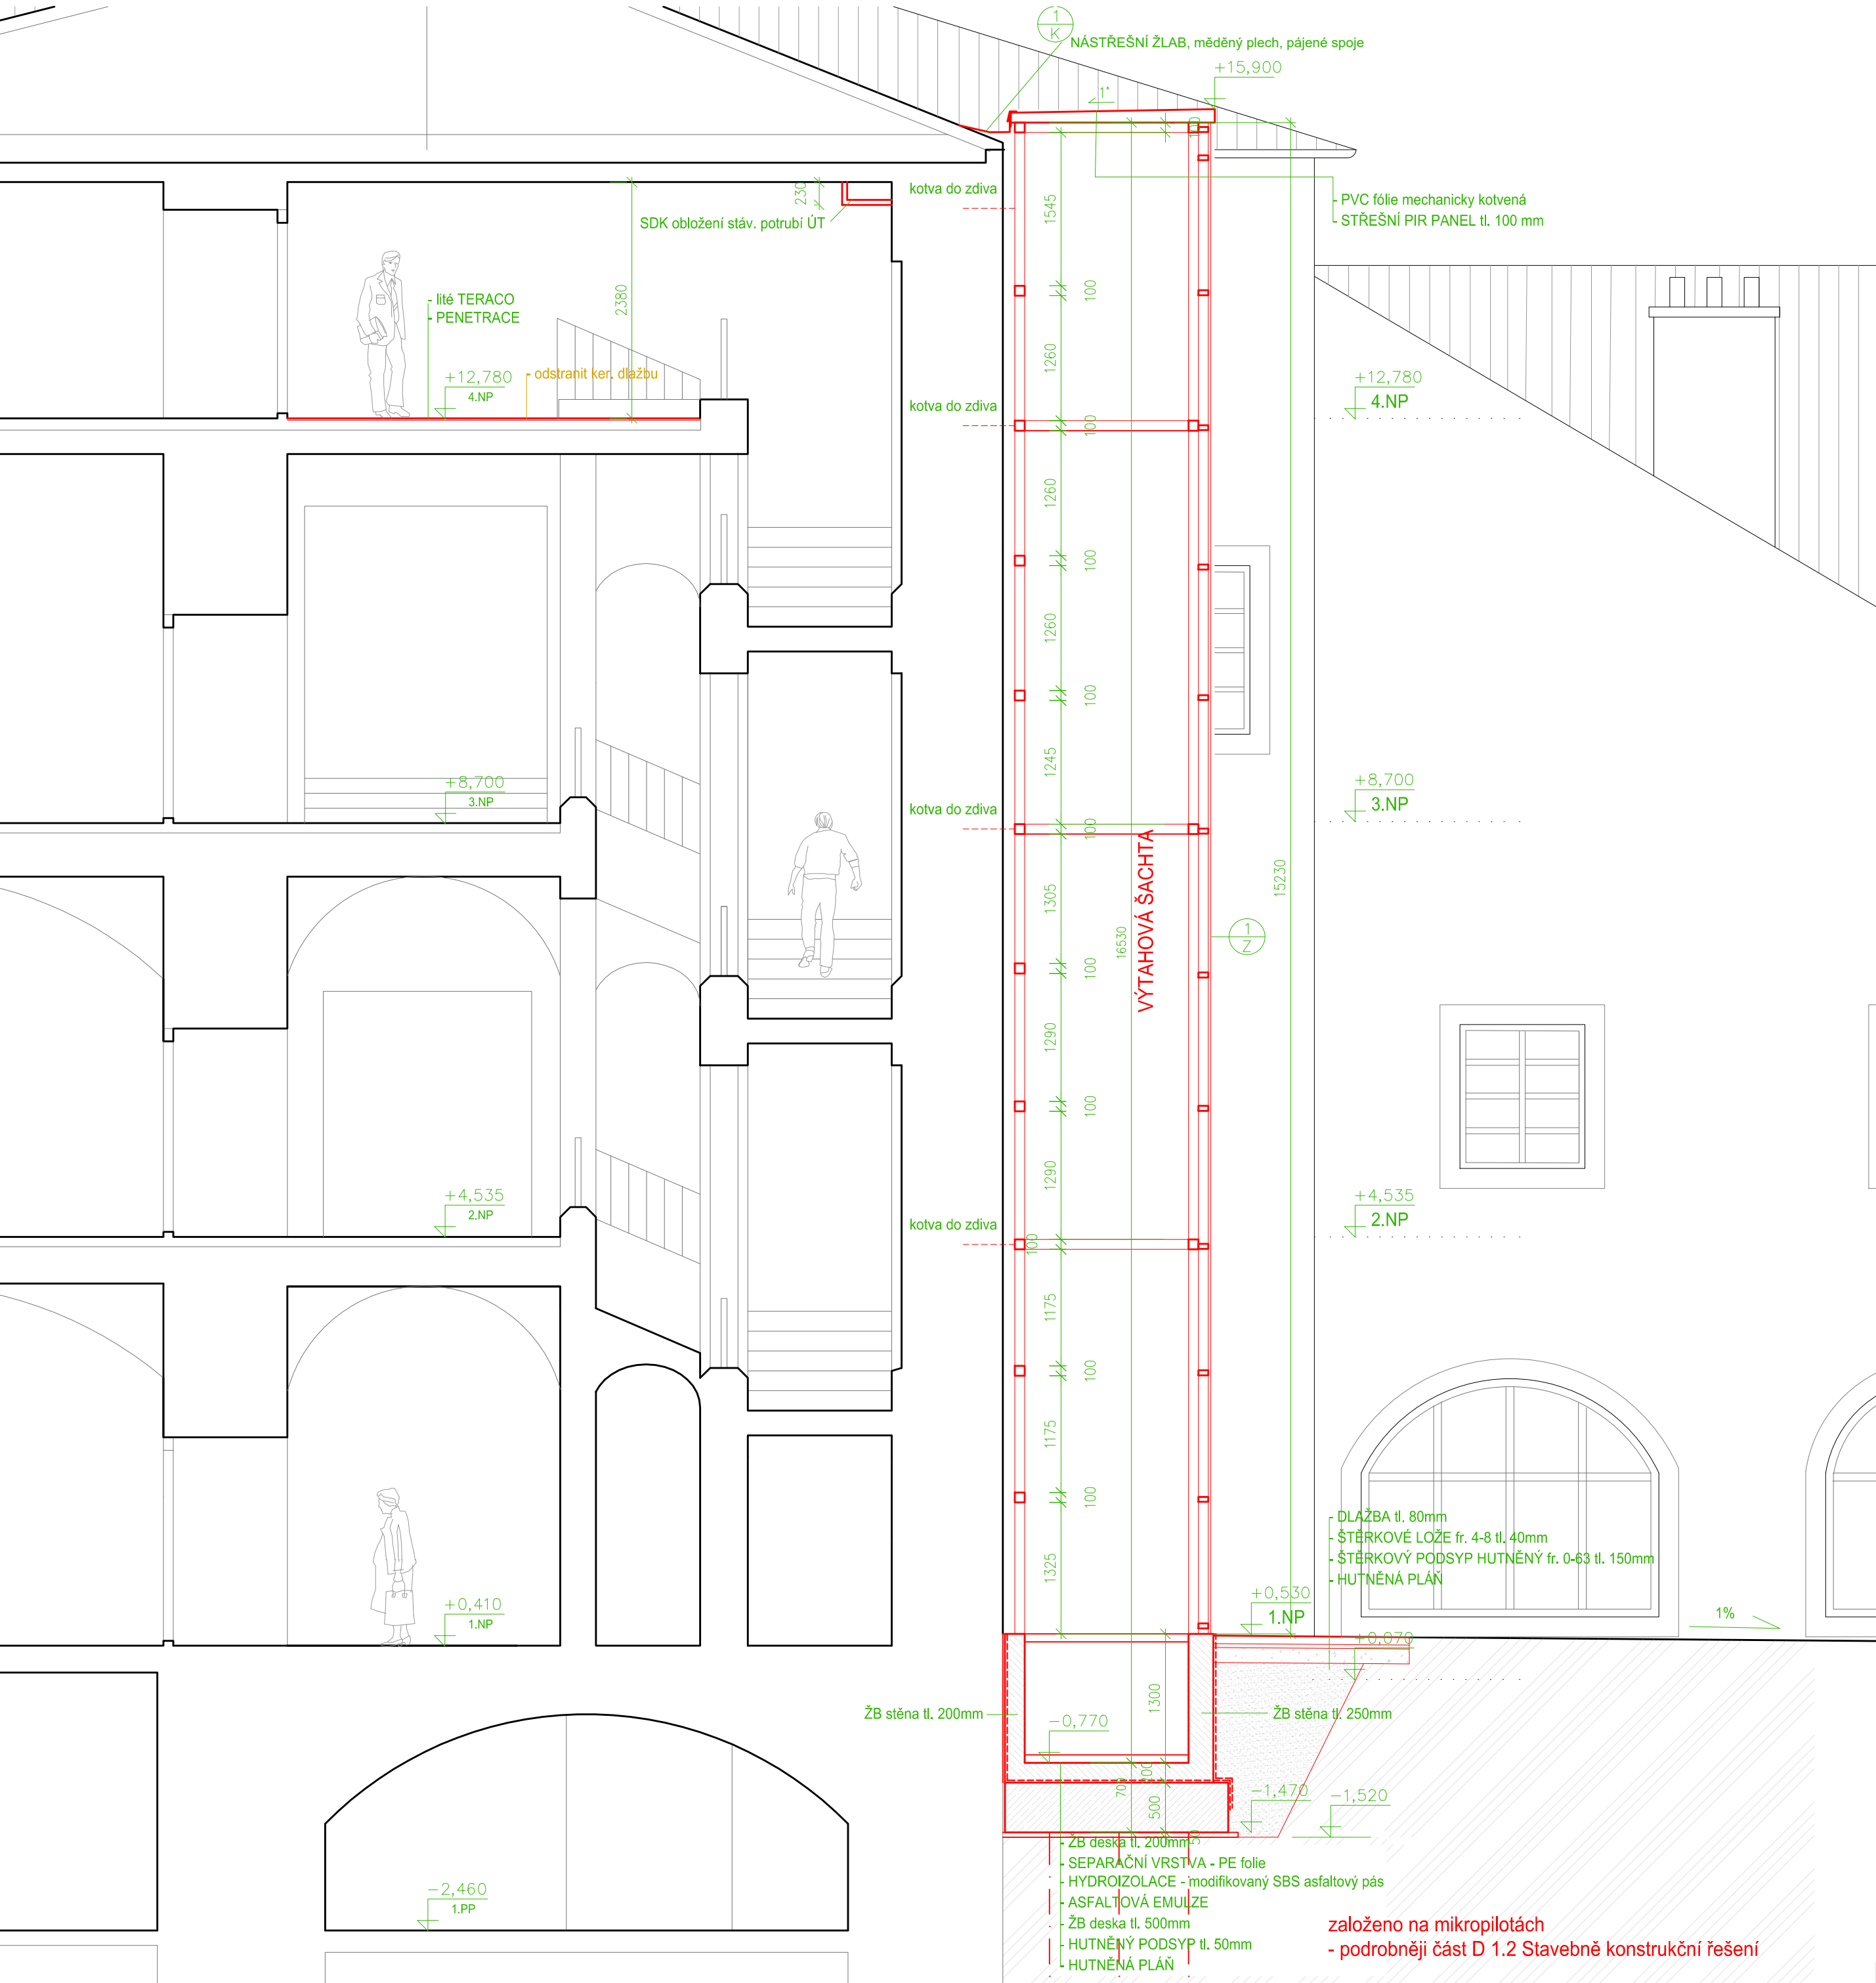 1
K
NÁSTŘEŠNÍ ŽLAB, měděný plech, pájené spoje
+15,900
1°
100
kotva do zdiva
230
SDK obložení stáv. potrubí ÚT
1545
- PVC fólie mechanicky kotvená
- STŘEŠNÍ PIR PANEL tl. 100 mm
- lité TERACO
- PENETRACE
2380
100
1260
+12,780
4.NP
- odstranit ker. dlažbu
+12,780
4.NP
kotva do zdiva
100
1260
100
1260
100
1245
+8,700
3.NP
+8,700
3.NP
kotva do zdiva
100
VÝTAHOVÁ ŠACHTA
15230
1305
16530
1
Z
100
1290
100
1290
+4,535
2.NP
+4,535
2.NP
kotva do zdiva
100
1175
100
1175
100
- DLAŽBA tl. 80mm
- ŠTĚRKOVÉ LOŽE fr. 4-8 tl. 40mm
- ŠTĚRKOVÝ PODSYP HUTNĚNÝ fr. 0-63 tl. 150mm
- HUTNĚNÁ PLÁŇ
1325
+0,410
1.NP
+0,530
1.NP
1%
+0,070
1300
ŽB stěna tl. 200mm
-0,770
ŽB stěna tl. 250mm
700
200
500
-1,470
-1,520
50
- ŽB deska tl. 200mm
- SEPARAČNÍ VRSTVA - PE folie
- HYDROIZOLACE - modifikovaný SBS asfaltový pás
- ASFALTOVÁ EMULZE
- ŽB deska tl. 500mm
- HUTNĚNÝ PODSYP tl. 50mm
- HUTNĚNÁ PLÁŇ
-2,460
1.PP
založeno na mikropilotách
- podrobněji část D 1.2 Stavebně konstrukční řešení